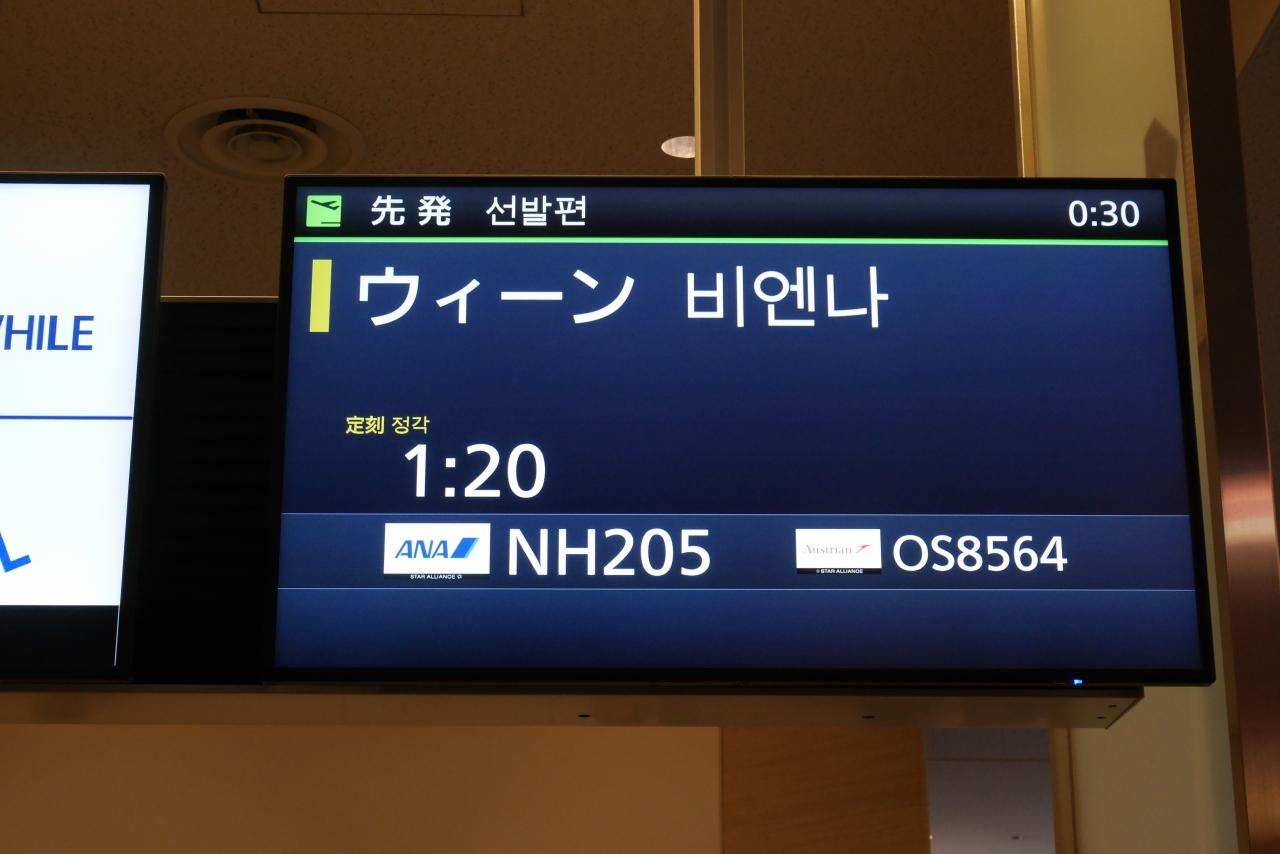 先発 선발편 0:30
ウィーン 비엔나
定刻 정각
1:20
ANA NH205 Austrian OS8564
STAR ALLIANCE STAR ALLIANCE
HILE